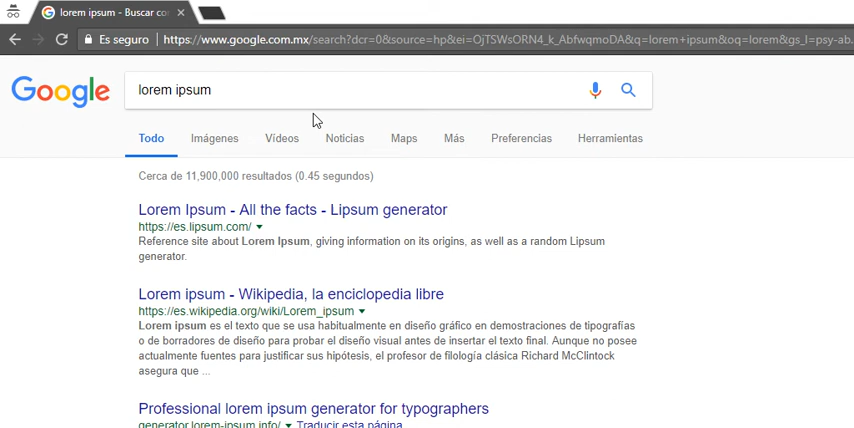 lorem ipsum - Buscar co
Es seguro | https://www.google.com.mx/search?dcr=0&source=hp&ei=OjTSWsORN4_k_AbfwqmoDA&q=lorem+ipsum&oq=lorem&gs_l=psy-ab...
Google
lorem ipsum
Todo Imágenes Vídeos Noticias Maps Más Preferencias Herramientas
Cerca de 11,900,000 resultados (0.45 segundos)
Lorem Ipsum - All the facts - Lipsum generator
https://es.lipsum.com/
Reference site about Lorem Ipsum, giving information on its origins, as well as a random Lipsum
generator.
Lorem ipsum - Wikipedia, la enciclopedia libre
https://es.wikipedia.org/wiki/Lorem_ipsum
Lorem ipsum es el texto que se usa habitualmente en diseño gráfico en demostraciones de tipografías
o de borradores de diseño para probar el diseño visual antes de insertar el texto final. Aunque no posee
actualmente fuentes para justificar sus hipótesis, el profesor de filología clásica Richard McClintock
asegura que ...
Professional lorem ipsum generator for typographers
generator.lorem-ipsum.info/ Traducir esta página